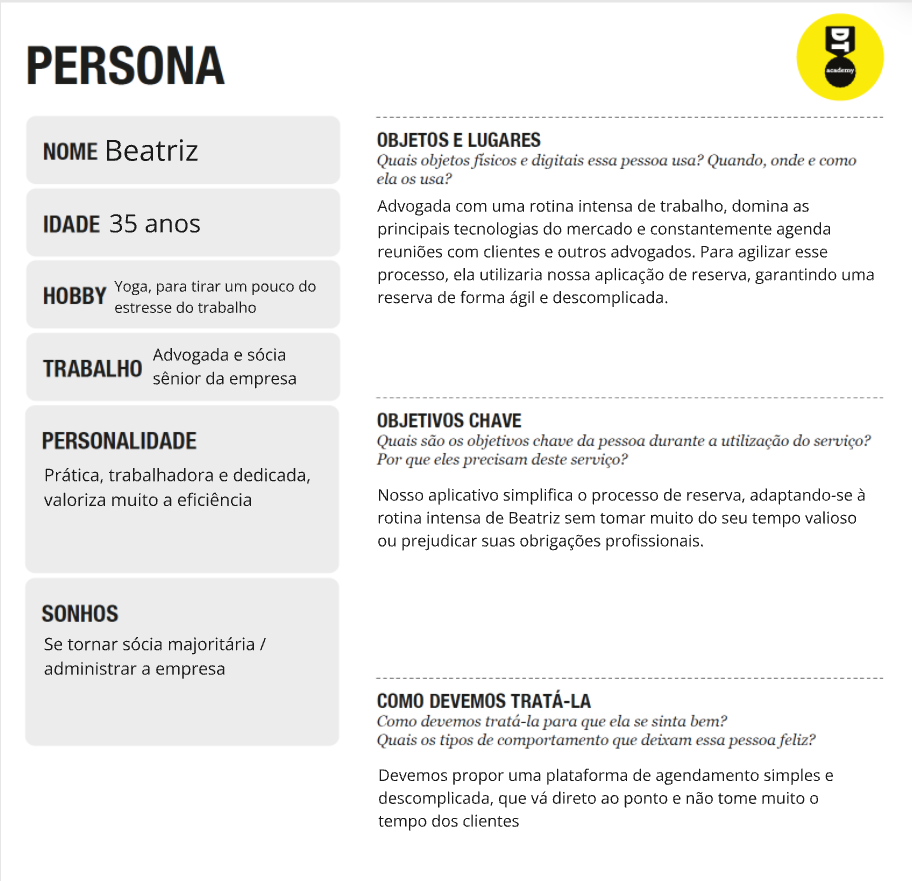 PERSONA
DT
academy
NOME Beatriz
IDADE 35 anos
HOBBY Yoga, para tirar um pouco do
estresse do trabalho
TRABALHO Advogada e sócia
sênior da empresa
PERSONALIDADE
Prática, trabalhadora e dedicada,
valoriza muito a eficiência
SONHOS
Se tornar sócia majoritária /
administrar a empresa
OBJETOS E LUGARES
Quais objetos físicos e digitais essa pessoa usa? Quando, onde e como
ela os usa?
Advogada com uma rotina intensa de trabalho, domina as
principais tecnologias do mercado e constantemente agenda
reuniões com clientes e outros advogados. Para agilizar esse
processo, ela utilizaria nossa aplicação de reserva, garantindo uma
reserva de forma ágil e descomplicada.
OBJETIVOS CHAVE
Quais são os objetivos chave da pessoa durante a utilização do serviço?
Por que eles precisam deste serviço?
Nosso aplicativo simplifica o processo de reserva, adaptando-se à
rotina intensa de Beatriz sem tomar muito do seu tempo valioso
ou prejudicar suas obrigações profissionais.
COMO DEVEMOS TRATÁ-LA
Como devemos tratá-la para que ela se sinta bem?
Quais os tipos de comportamento que deixam essa pessoa feliz?
Devemos propor uma plataforma de agendamento simples e
descomplicada, que vá direto ao ponto e não tome muito o
tempo dos clientes